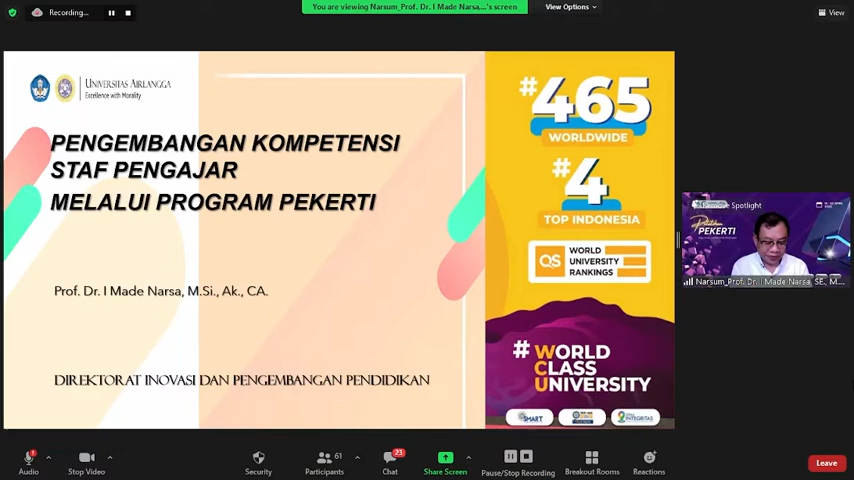 Recording...
You are viewing Narsum_Prof. Dr. I Made Narsa,...'s screen
View Options
View
UNIVERSITAS AIRLANGGA
Excellence with Morality
PENGEMBANGAN KOMPETENSI
STAF PENGAJAR
MELALUI PROGRAM PEKERTI
Prof. Dr. I Made Narsa, M.Si., Ak., CA.
DIREKTORAT INOVASI DAN PENGEMBANGAN PENDIDIKAN
#465
WORLDWIDE
#4
TOP INDONESIA
QS
WORLD
UNIVERSITY
RANKINGS
# WORLD
CLASS
UNIVERSITY
SMART
INTEGRITAS
Spotlight
PEKERTI
Narsum_Prof. Dr. I Made Narsa, SE., M....
1
61
23
Audio
Stop Video
Security
Participants
Chat
Share Screen
Pause/Stop Recording
Breakout Rooms
Reactions
Leave